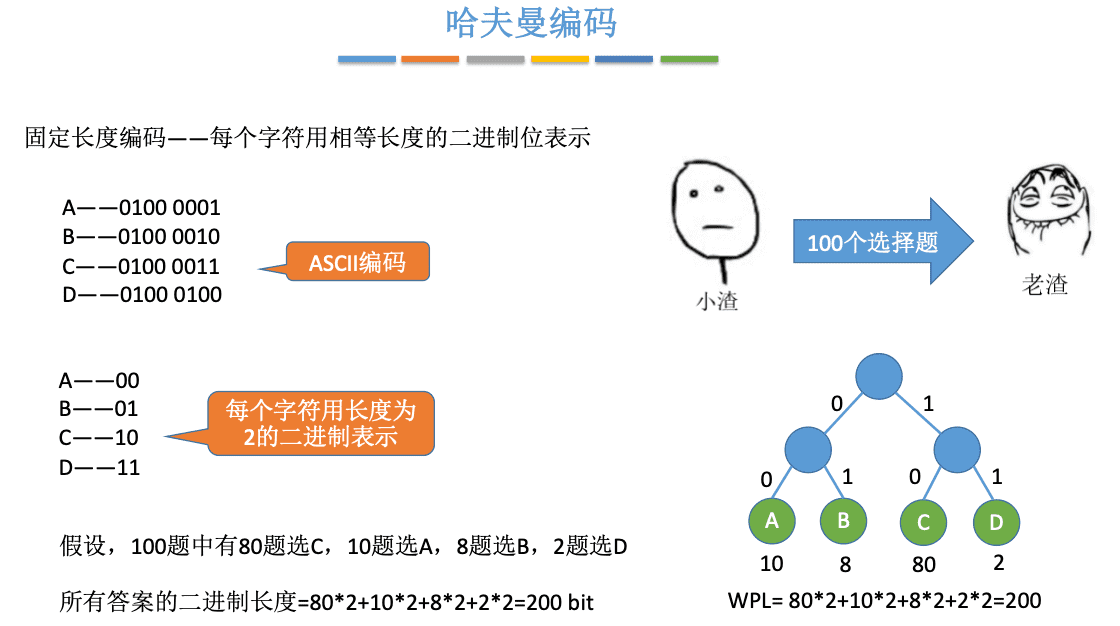 哈夫曼编码
固定长度编码——每个字符用相等长度的二进制位表示
A——0100 0001
B——0100 0010
C——0100 0011
D——0100 0100
ASCII编码
100个选择题
小渣
老渣
A——00
B——01
C——10
D——11
每个字符用长度为
2的二进制表示
0 1
0 1 0 1
A B C D
10 8 80 2
假设，100题中有80题选C，10题选A，8题选B，2题选D
所有答案的二进制长度=80*2+10*2+8*2+2*2=200 bit
WPL= 80*2+10*2+8*2+2*2=200